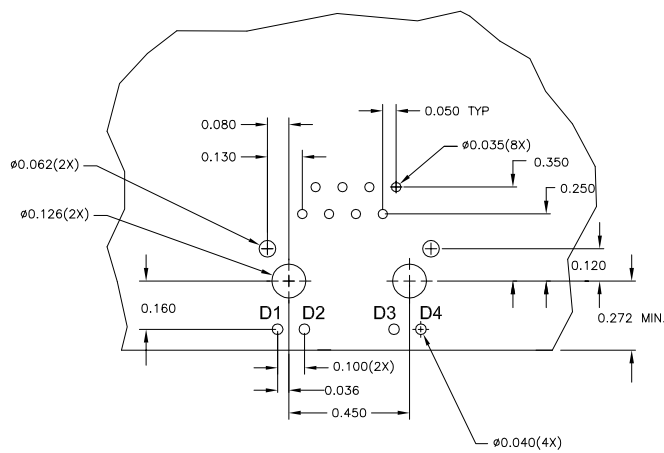 0.050 TYP
0.080
ø0.035(8X)
0.130
0.350
ø0.062(2X)
0.250
ø0.126(2X)
0.120
0.160
D1 D2 D3 D4
0.272 MIN.
0.100(2X)
0.036
0.450
ø0.040(4X)